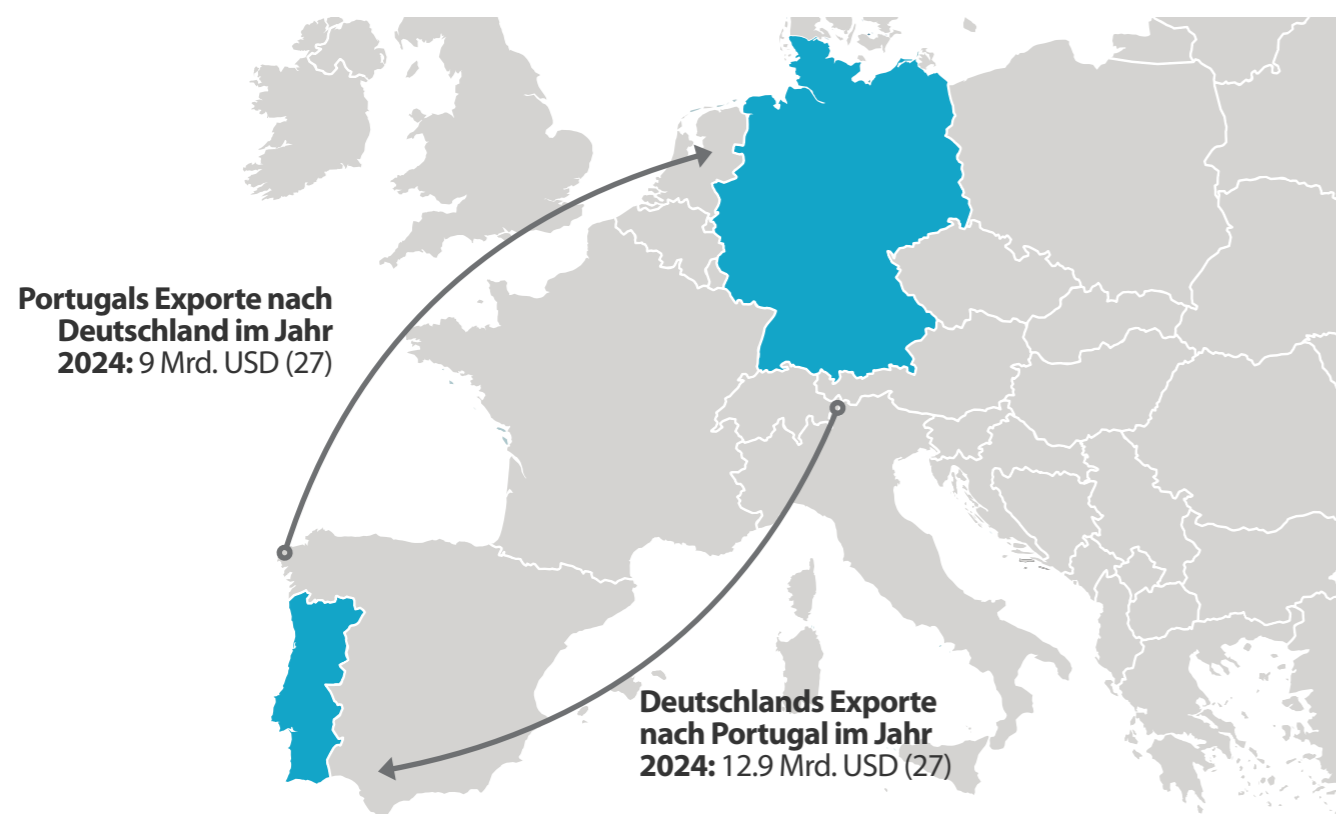 Portugals Exporte nach
Deutschland im Jahr
2024: 9 Mrd. USD (27)
Deutschlands Exporte
nach Portugal im Jahr
2024: 12.9 Mrd. USD (27)